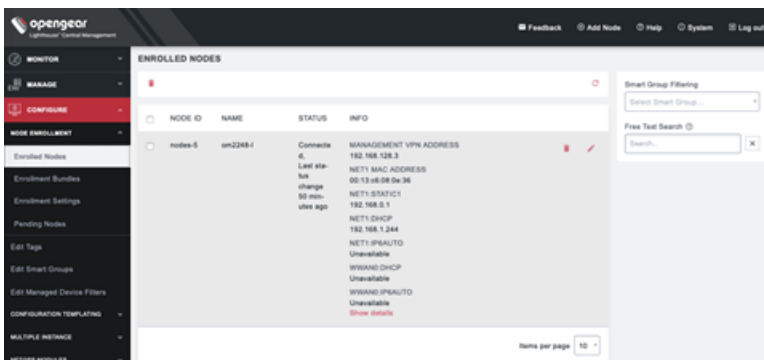 opengear
Lighthouse Central Management
Feedback
Add Node
Help
System
Log out
MONITOR
MANAGE
CONFIGURE
NODE ENROLLMENT
Enrolled Nodes
Enrollment Bundles
Enrollment Settings
Pending Nodes
Edit Tags
Edit Smart Groups
Edit Managed Device Filters
CONFIGURATION TEMPLATING
MULTIPLE INSTANCE
NETOPS MODULES
ENROLLED NODES
NODE ID
NAME
STATUS
INFO
nodes-5
om2248-l
Connecte
d,
Last sta-
tus
change
50 min-
utes ago
MANAGEMENT VPN ADDRESS
192.168.128.3
NET1 MAC ADDRESS
00:13:c6:08:0e:36
NET1:STATIC1
192.168.0.1
NET1:DHCP
192.168.1.244
NET1:IP6AUTO
Unavailable
WWAN0:DHCP
Unavailable
WWAN0:IP6AUTO
Unavailable
Show details
Items per page 10
Smart Group Filtering
Select Smart Group...
Free Text Search
Search...